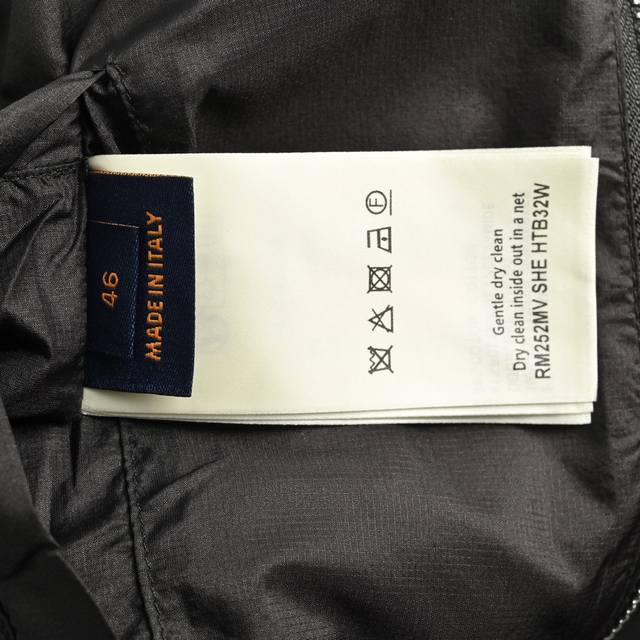 46
MADE IN ITALY
F
Gentle dry clean
Dry clean inside out in a net
RM252MV SHE HTB32W